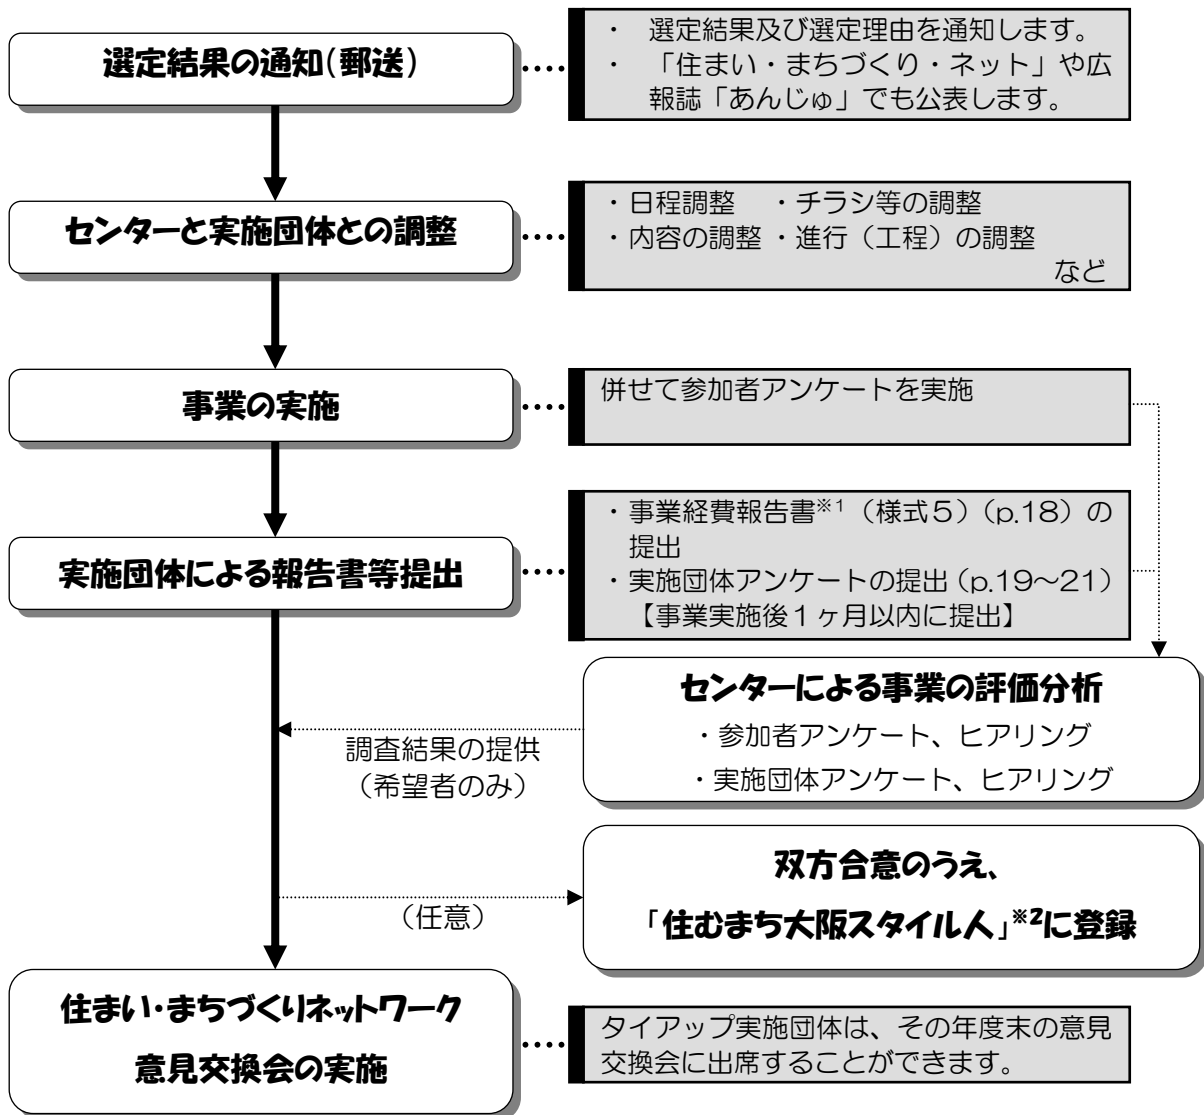 選定結果の通知（郵送）
・　選定結果及び選定理由を通知します。
・　「住まい・まちづくり・ネット」や広
報誌「あんじゅ」でも公表します。
センターと実施団体との調整
・日程調整　・チラシ等の調整
・内容の調整 ・進行（工程）の調整
など
事業の実施
併せて参加者アンケートを実施
実施団体による報告書等提出
・事業経費報告書※1（様式５）（p.18）の
提出
・実施団体アンケートの提出（p.19～21）
【事業実施後１ヶ月以内に提出】
センターによる事業の評価分析
・参加者アンケート、ヒアリング
・実施団体アンケート、ヒアリング
調査結果の提供
（希望者のみ）
双方合意のうえ、
「住むまち大阪スタイル人」※2に登録
（任意）
住まい・まちづくりネットワーク
意見交換会の実施
タイアップ実施団体は、その年度末の意見
交換会に出席することができます。